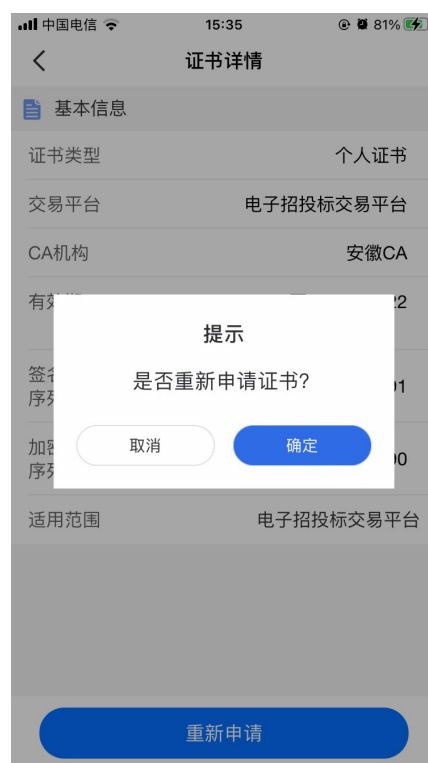 中国电信 15:35 81%
证书详情
基本信息
证书类型 个人证书
交易平台 电子招投标交易平台
CA机构 安徽CA
提示
是否重新申请证书?
取消 确定
适用范围 电子招投标交易平台
重新申请